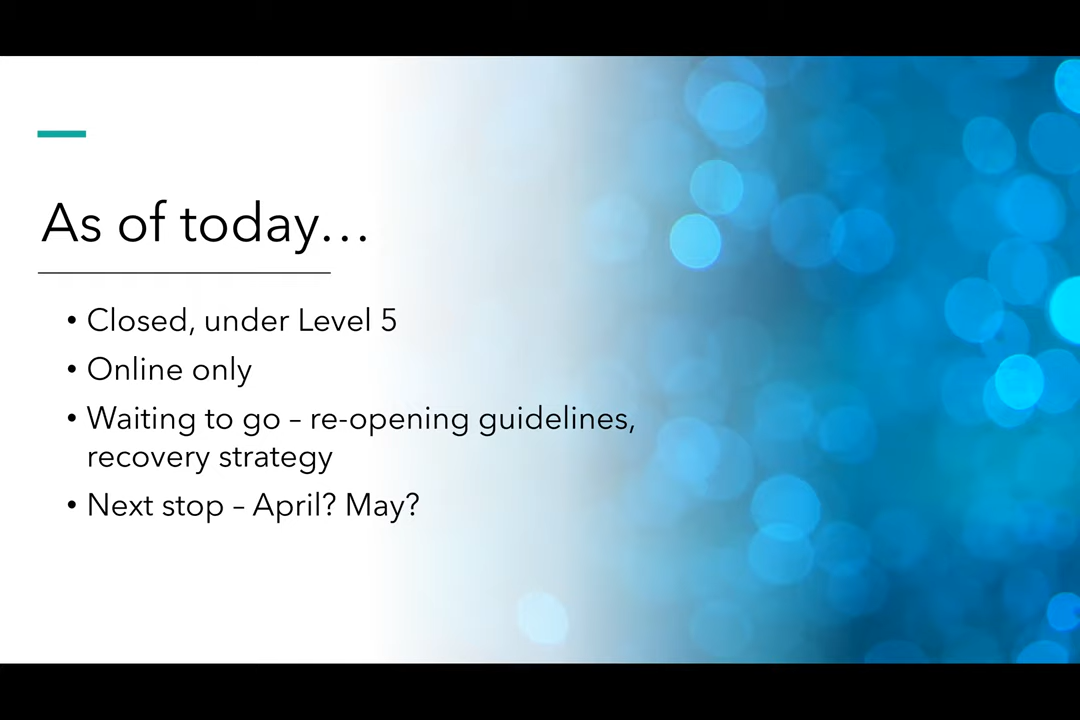 As of today…
• Closed, under Level 5
• Online only
• Waiting to go – re-opening guidelines,
recovery strategy
• Next stop – April? May?